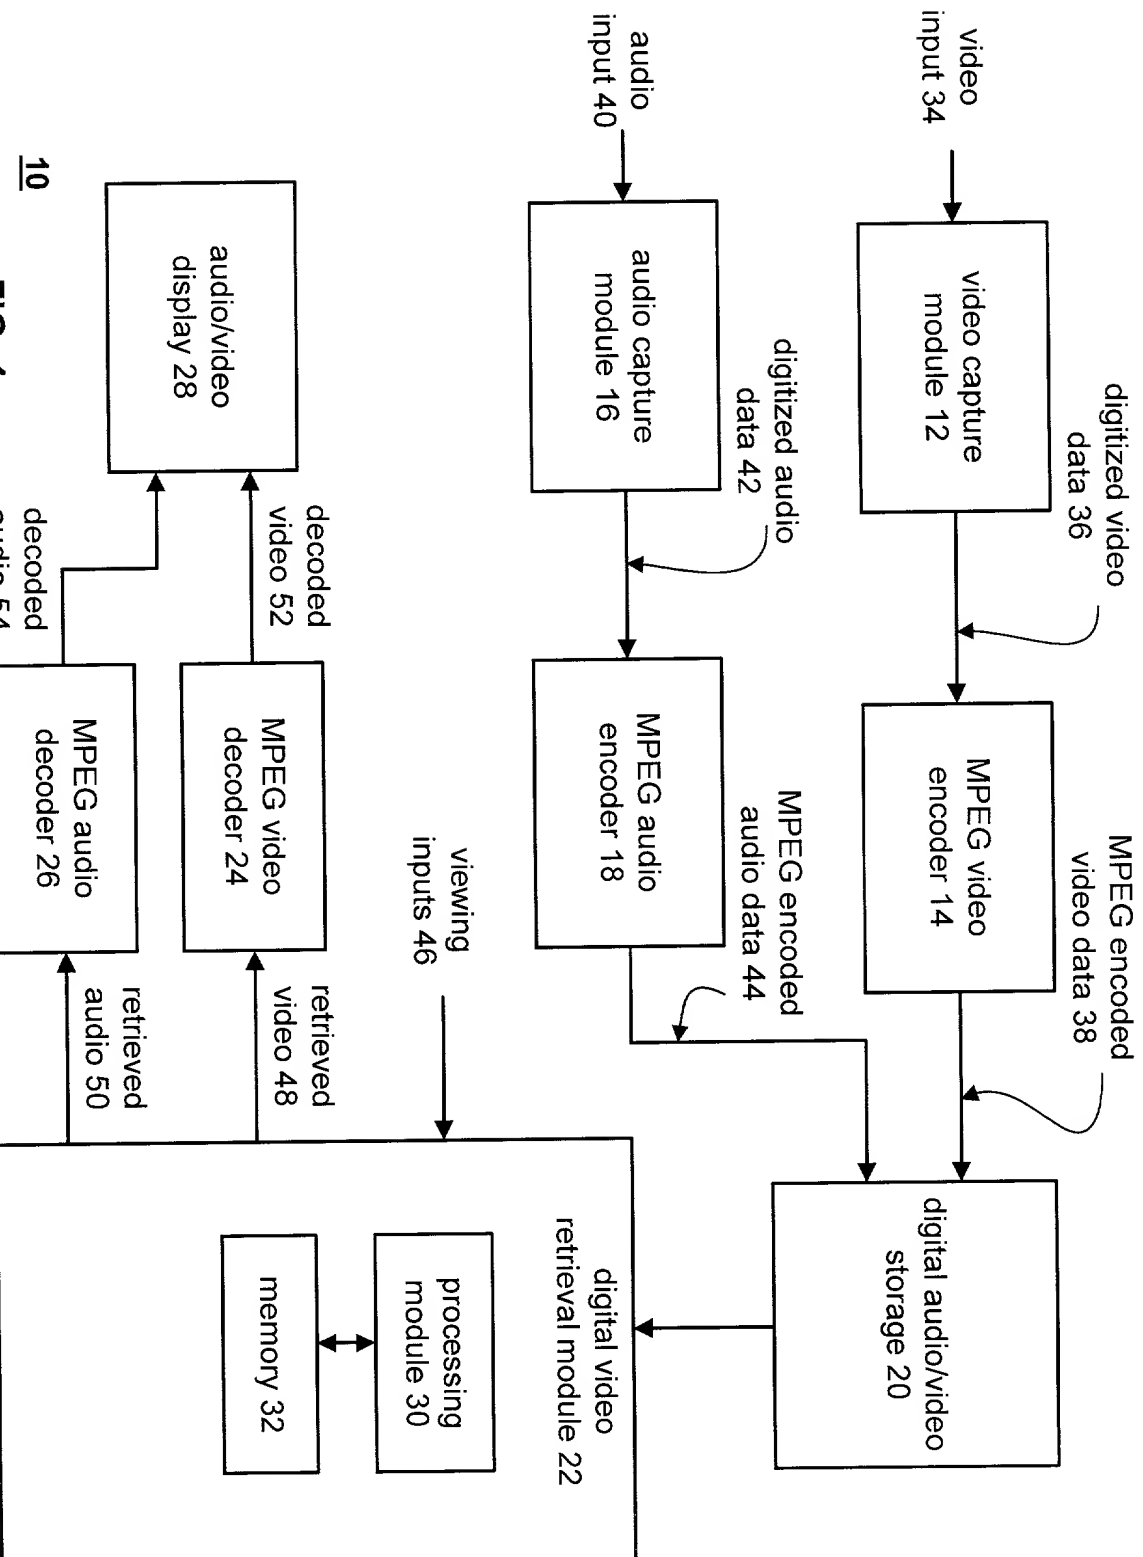 video
input 34
video capture
module 12
digitized video
data 36
MPEG video
encoder 14
MPEG encoded
video data 38
digital audio/video
storage 20
audio
input 40
audio capture
module 16
digitized audio
data 42
MPEG audio
encoder 18
MPEG encoded
audio data 44
digital video
retrieval module 22
processing
module 30
memory 32
viewing
inputs 46
audio/video
display 28
decoded
video 52
MPEG video
decoder 24
retrieved
video 48
decoded
audio 54
MPEG audio
decoder 26
retrieved
audio 50
10